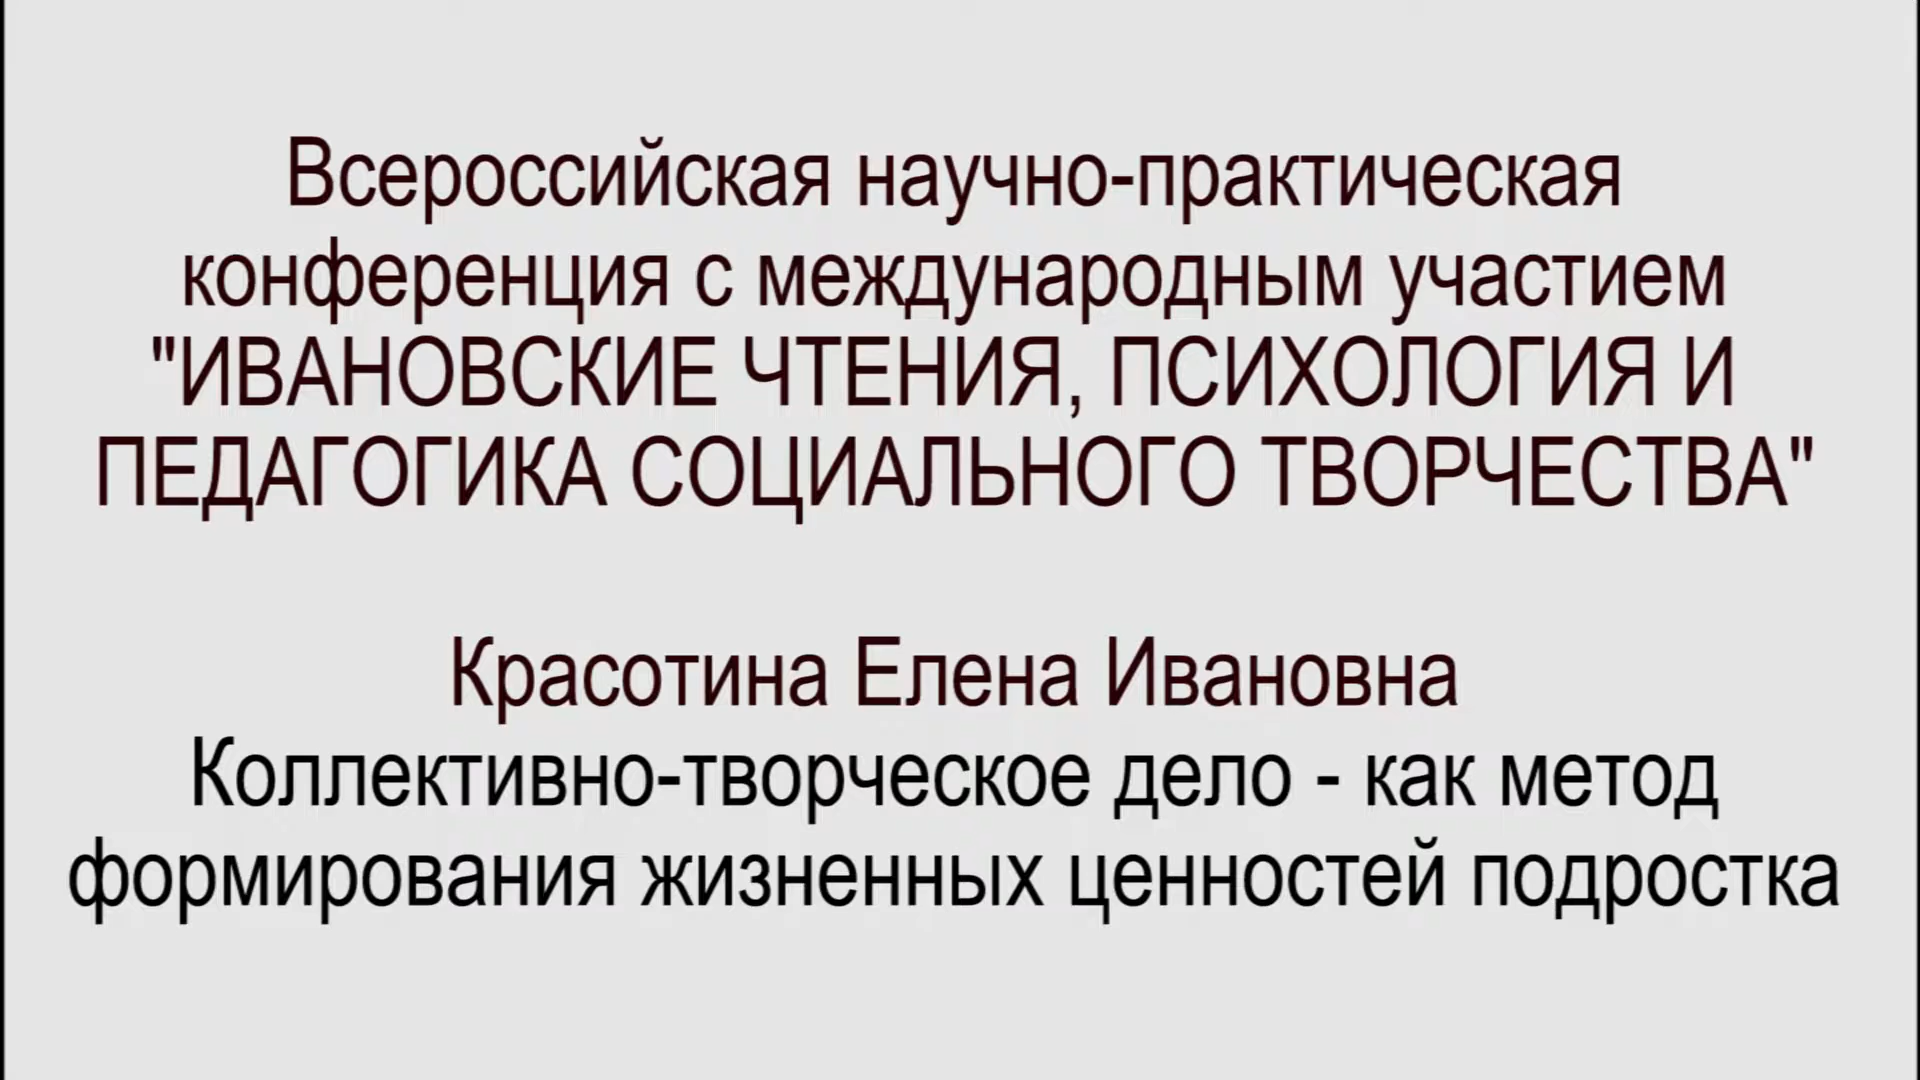 Всероссийская научно-практическая
конференция с международным участием
"ИВАНОВСКИЕ ЧТЕНИЯ, ПСИХОЛОГИЯ И
ПЕДАГОГИКА СОЦИАЛЬНОГО ТВОРЧЕСТВА"
Красотина Елена Ивановна
Коллективно-творческое дело - как метод
формирования жизненных ценностей подростка